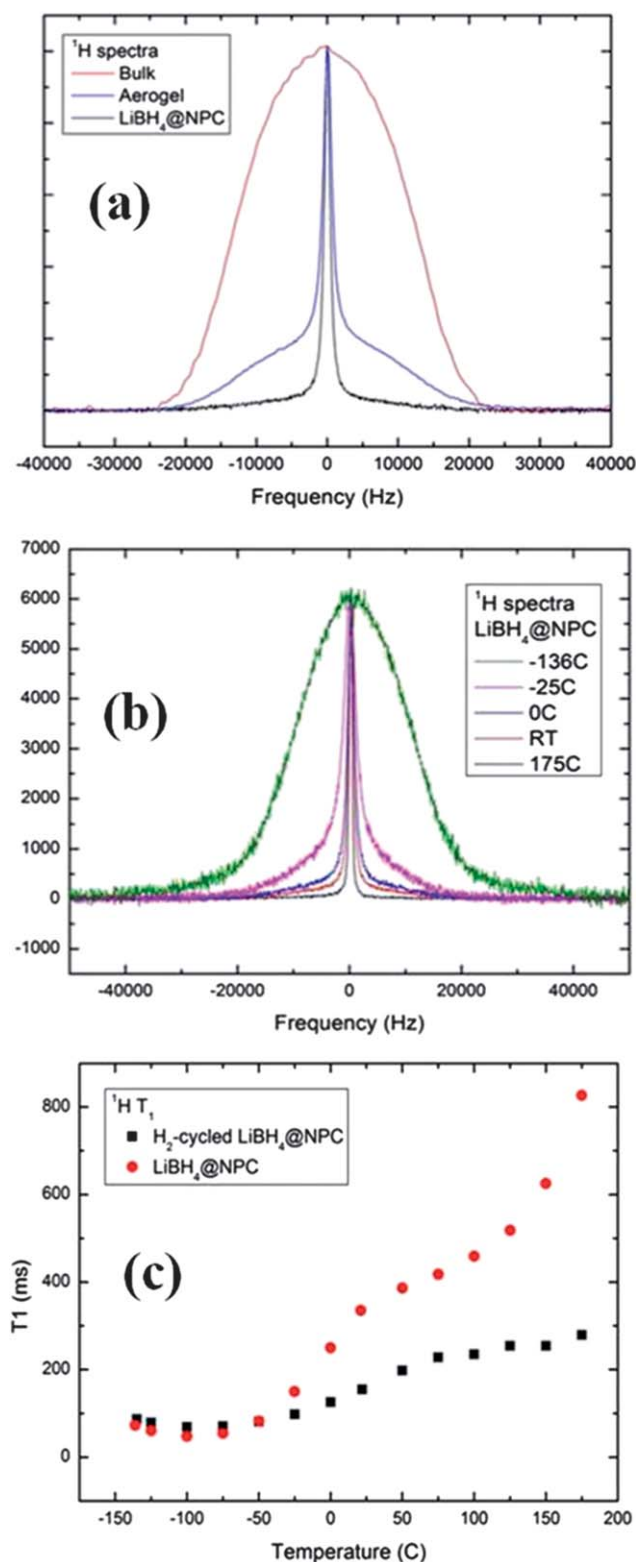 ¹H spectra
Bulk
Aerogel
LiBH₄@NPC
(a)
-40000 -30000 -20000 -10000 0 10000 20000 30000 40000
Frequency (Hz)
7000
6000
5000
4000
3000
2000
1000
0
-1000
¹H spectra
LiBH₄@NPC
-136C
-25C
0C
RT
175C
(b)
-40000 -20000 0 20000 40000
Frequency (Hz)
800
600
400
200
0
T1 (ms)
¹H T₁
H₂-cycled LiBH₄@NPC
LiBH₄@NPC
(c)
-150 -100 -50 0 50 100 150 200
Temperature (C)